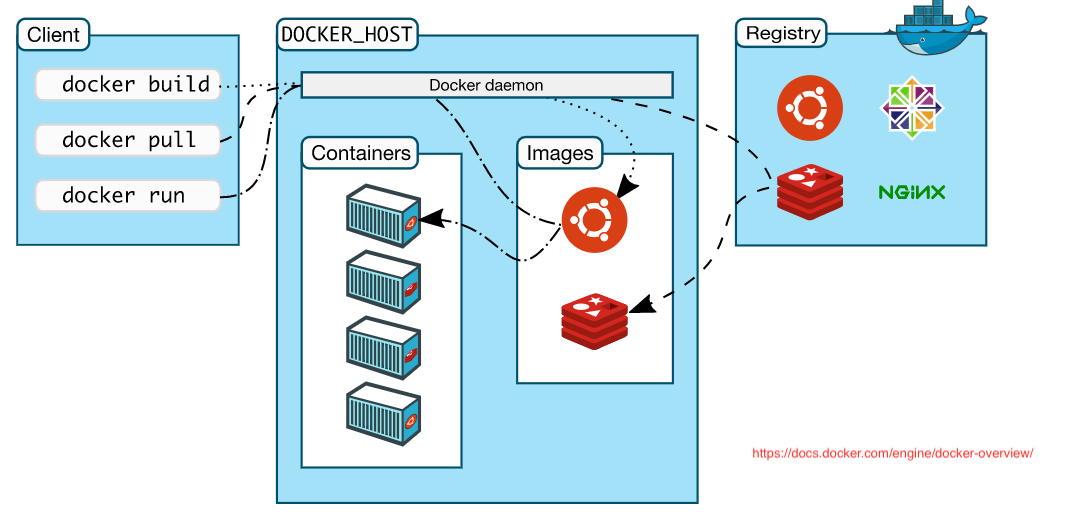 Client
docker build
docker pull
docker run
DOCKER_HOST
Docker daemon
Containers
Images
Registry
NGiNX
https://docs.docker.com/engine/docker-overview/